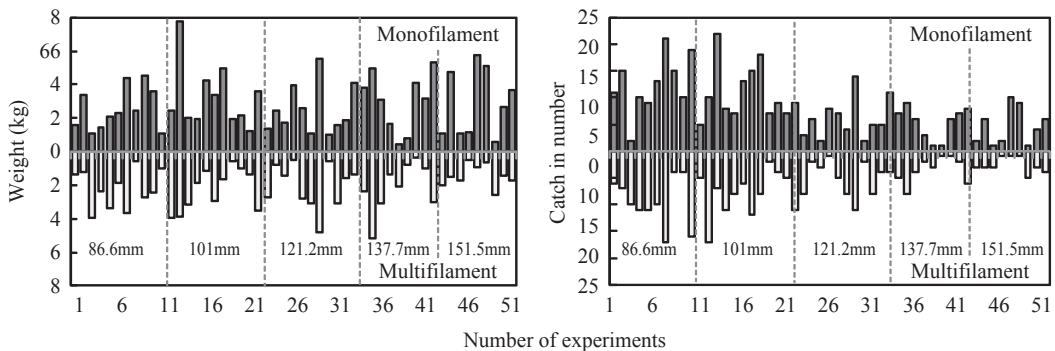 8
66
4
2
0
2
4
6
8
Weight (kg)
Monofilament
86.6mm 101mm 121.2mm 137.7mm 151.5mm
Multifilament
1 6 11 16 21 26 31 36 41 46 51
25
20
15
10
5
0
5
10
15
20
25
Catch in number
Monofilament
86.6mm 101mm 121.2mm 137.7mm 151.5mm
Multifilament
1 6 11 16 21 26 31 36 41 46 51
Number of experiments